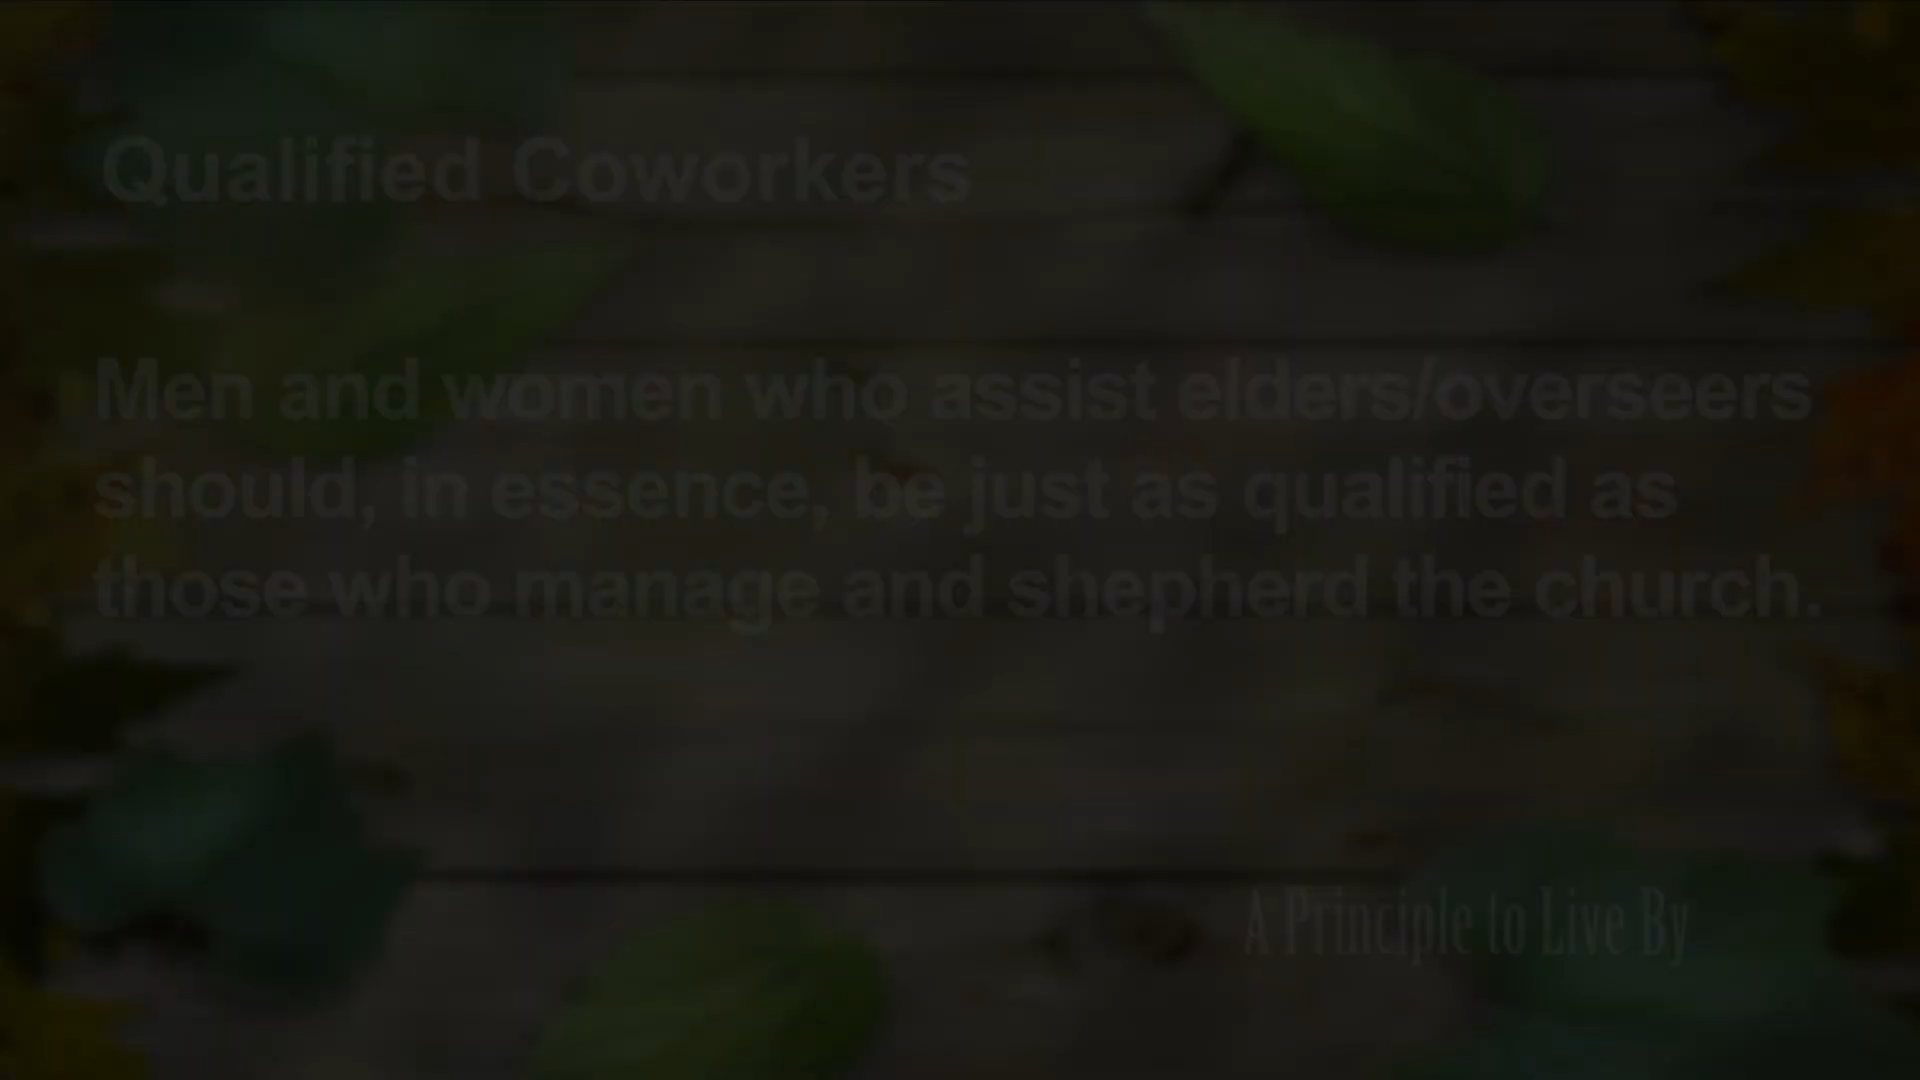 Qualified Coworkers
Men and women who assist elders/overseers
should, in essence, be just as qualified as
those who manage and shepherd the church.
A Principle to Live By